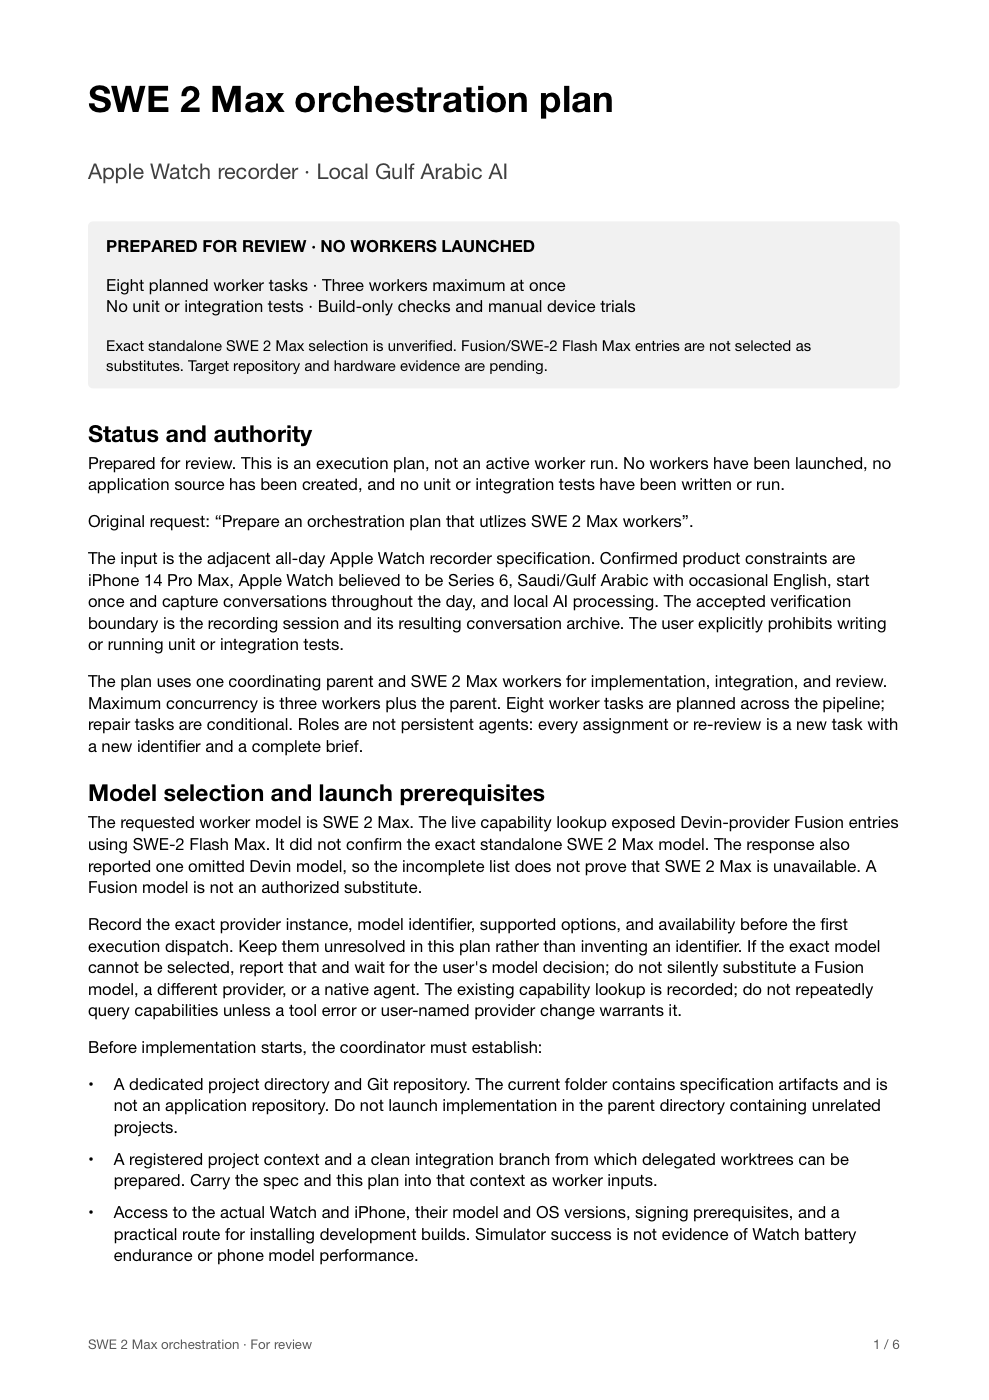 SWE 2 Max orchestration plan
Apple Watch recorder · Local Gulf Arabic AI
PREPARED FOR REVIEW · NO WORKERS LAUNCHED
Eight planned worker tasks · Three workers maximum at once
No unit or integration tests · Build-only checks and manual device trials
Exact standalone SWE 2 Max selection is unverified. Fusion/SWE-2 Flash Max entries are not selected as
substitutes. Target repository and hardware evidence are pending.
Status and authority
Prepared for review. This is an execution plan, not an active worker run. No workers have been launched, no
application source has been created, and no unit or integration tests have been written or run.
Original request: “Prepare an orchestration plan that utlizes SWE 2 Max workers”.
The input is the adjacent all-day Apple Watch recorder specification. Confirmed product constraints are
iPhone 14 Pro Max, Apple Watch believed to be Series 6, Saudi/Gulf Arabic with occasional English, start
once and capture conversations throughout the day, and local AI processing. The accepted verification
boundary is the recording session and its resulting conversation archive. The user explicitly prohibits writing
or running unit or integration tests.
The plan uses one coordinating parent and SWE 2 Max workers for implementation, integration, and review.
Maximum concurrency is three workers plus the parent. Eight worker tasks are planned across the pipeline;
repair tasks are conditional. Roles are not persistent agents: every assignment or re-review is a new task with
a new identifier and a complete brief.
Model selection and launch prerequisites
The requested worker model is SWE 2 Max. The live capability lookup exposed Devin-provider Fusion entries
using SWE-2 Flash Max. It did not confirm the exact standalone SWE 2 Max model. The response also
reported one omitted Devin model, so the incomplete list does not prove that SWE 2 Max is unavailable. A
Fusion model is not an authorized substitute.
Record the exact provider instance, model identifier, supported options, and availability before the first
execution dispatch. Keep them unresolved in this plan rather than inventing an identifier. If the exact model
cannot be selected, report that and wait for the user's model decision; do not silently substitute a Fusion
model, a different provider, or a native agent. The existing capability lookup is recorded; do not repeatedly
query capabilities unless a tool error or user-named provider change warrants it.
Before implementation starts, the coordinator must establish:
• A dedicated project directory and Git repository. The current folder contains specification artifacts and is
not an application repository. Do not launch implementation in the parent directory containing unrelated
projects.
• A registered project context and a clean integration branch from which delegated worktrees can be
prepared. Carry the spec and this plan into that context as worker inputs.
• Access to the actual Watch and iPhone, their model and OS versions, signing prerequisites, and a
practical route for installing development builds. Simulator success is not evidence of Watch battery
endurance or phone model performance.
SWE 2 Max orchestration · For review
1 / 6